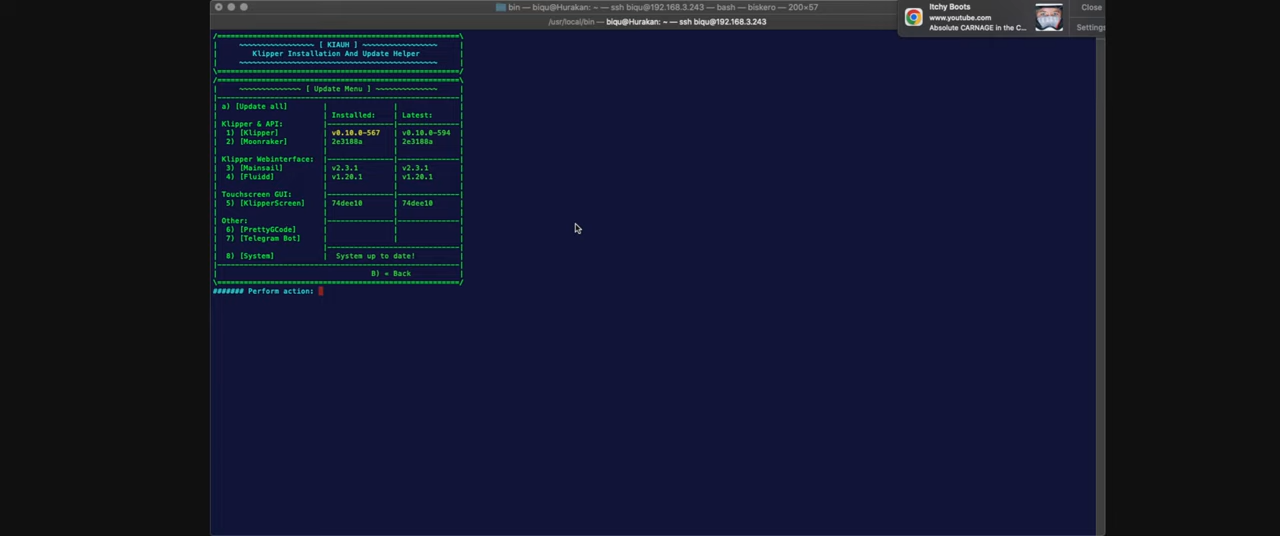 bin — biqu@Hurakan: ~ — ssh biqu@192.168.3.243 — bash — biskero — 200×57
/usr/local/bin — biqu@Hurakan: ~ — ssh biqu@192.168.3.243
Itchy Boots
www.youtube.com
Absolute CARNAGE in the C...
Close
Settings
/=======================================================\
| ~~~~~~~~~~~~~~~~~ [ KIAUH ] ~~~~~~~~~~~~~~~~~ |
| Klipper Installation And Update Helper |
| ~~~~~~~~~~~~~~~~~~~~~~~~~~~~~~~~~~~~~~~~~~~~~ |
\=======================================================/
/=======================================================\
| ~~~~~~~~~~~~~~ [ Update Menu ] ~~~~~~~~~~~~~~ |
|-------------------------------------------------------|
| a) [Update all] | | |
| | Installed: | Latest: |
| Klipper & API: |---------------|--------------|
| 1) [Klipper] | v0.10.0-567 | v0.10.0-594 |
| 2) [Moonraker] | 2e3188a | 2e3188a |
| | | |
| Klipper Webinterface: |---------------|--------------|
| 3) [Mainsail] | v2.3.1 | v2.3.1 |
| 4) [Fluidd] | v1.20.1 | v1.20.1 |
| | | |
| Touchscreen GUI: |---------------|--------------|
| 5) [KlipperScreen] | 74dee10 | 74dee10 |
| | | |
| Other: |---------------|--------------|
| 6) [PrettyGCode] | | |
| 7) [Telegram Bot] | | |
| |------------------------------|
| 8) [System] | System up to date! |
|-------------------------------------------------------|
| B) = Back |
\=======================================================/
####### Perform action: